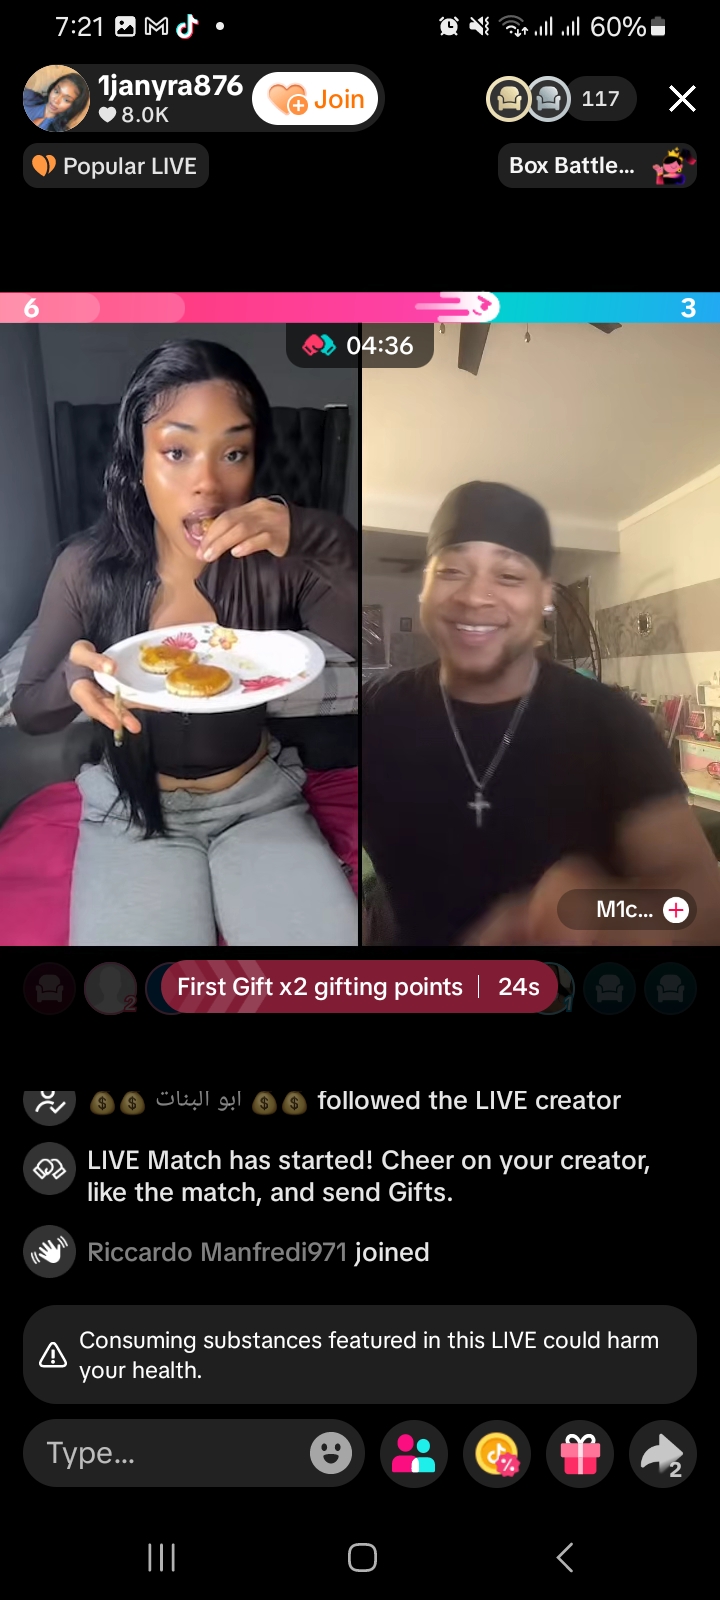 7:21
60%
1janyra876
8.0K
Join
117
Popular LIVE
Box Battle...
6
3
04:36
M1c...
First Gift x2 gifting points | 24s
2
💰💰 ابو البنات 💰💰 followed the LIVE creator
LIVE Match has started! Cheer on your creator,
like the match, and send Gifts.
Riccardo Manfredi971 joined
Consuming substances featured in this LIVE could harm
your health.
Type...
2